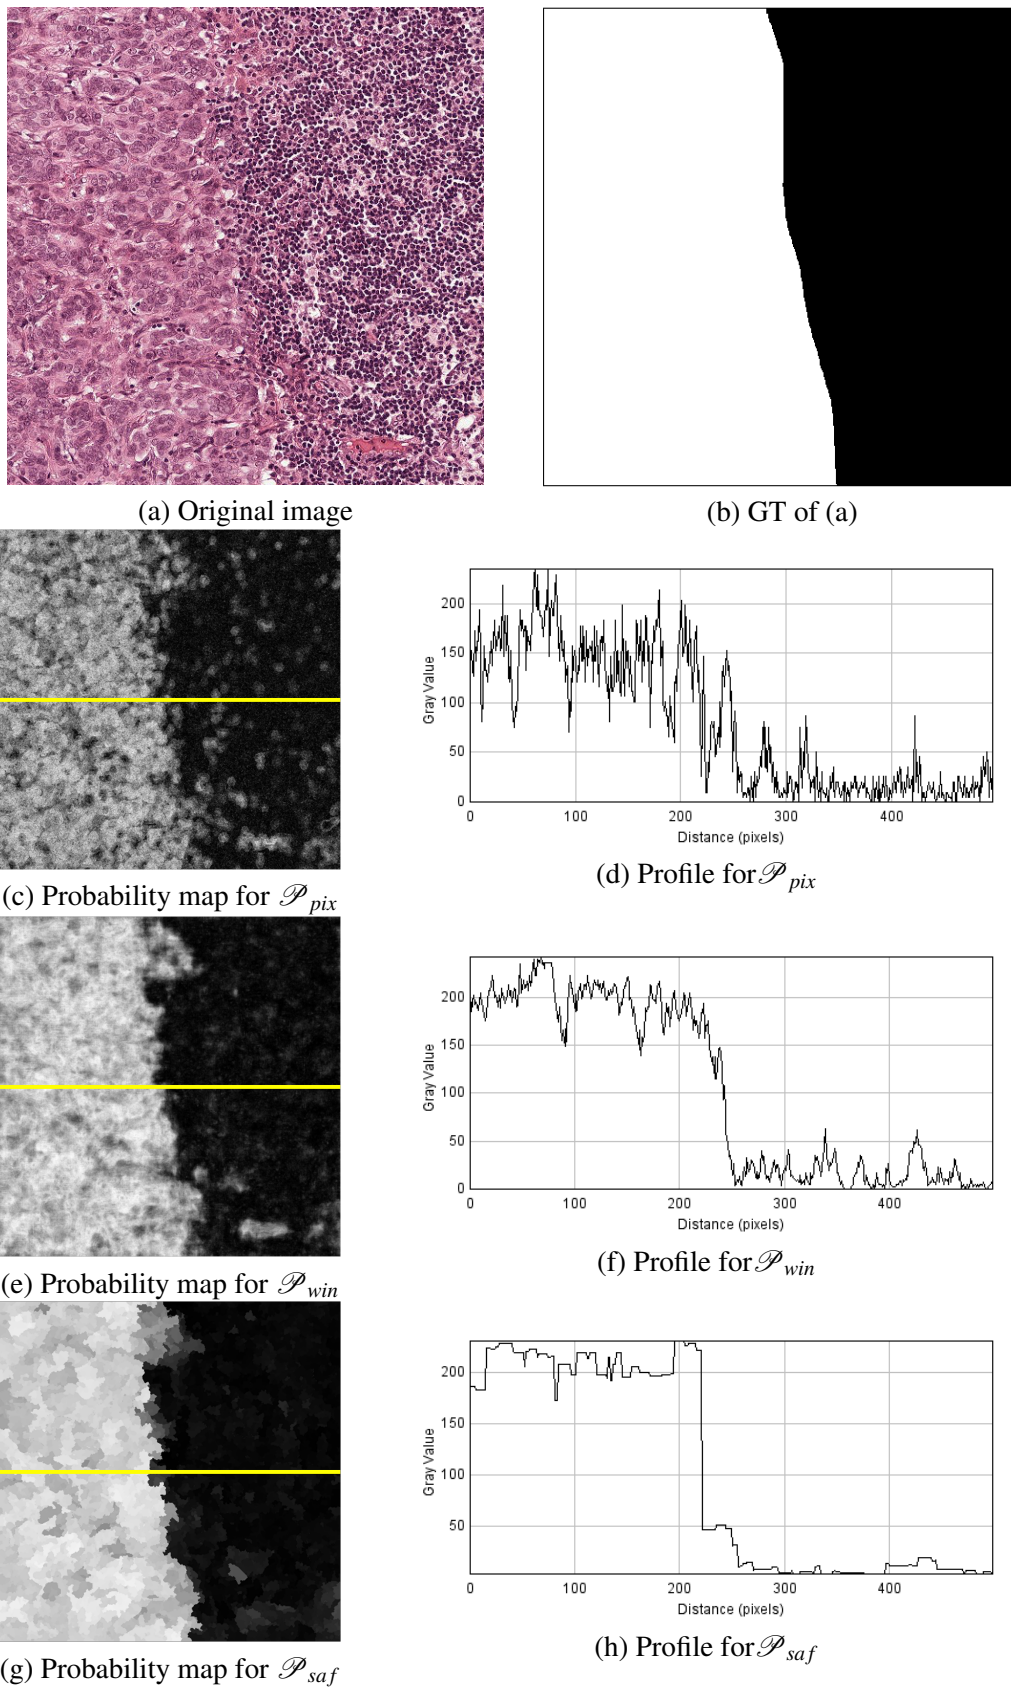 (a) Original image
(b) GT of (a)
(c) Probability map for 𝒫pix
200
150
100
50
0
0 100 200 300 400
Gray Value
Distance (pixels)
(d) Profile for 𝒫pix
(e) Probability map for 𝒫win
200
150
100
50
0
0 100 200 300 400
Gray Value
Distance (pixels)
(f) Profile for 𝒫win
(g) Probability map for 𝒫saf
200
150
100
50
0 100 200 300 400
Gray Value
Distance (pixels)
(h) Profile for 𝒫saf